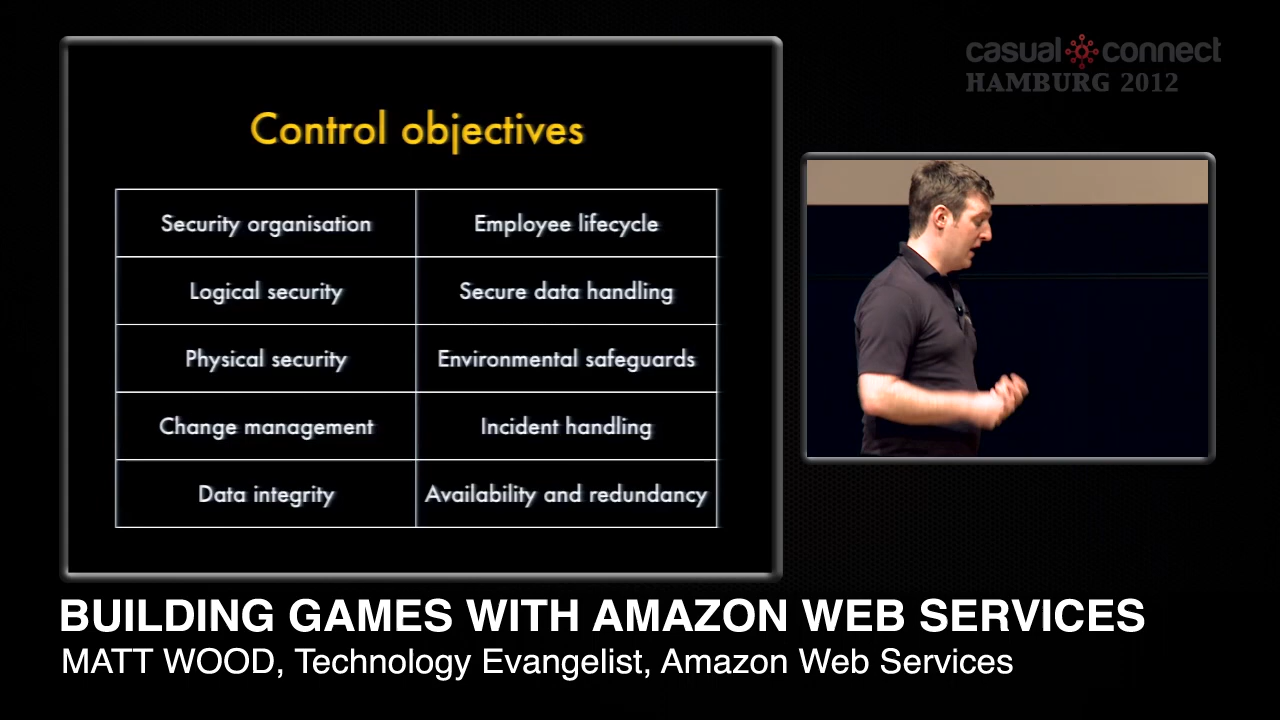 casual connect
HAMBURG 2012
Control objectives
Security organisation Employee lifecycle
Logical security Secure data handling
Physical security Environmental safeguards
Change management Incident handling
Data integrity Availability and redundancy
BUILDING GAMES WITH AMAZON WEB SERVICES
MATT WOOD, Technology Evangelist, Amazon Web Services